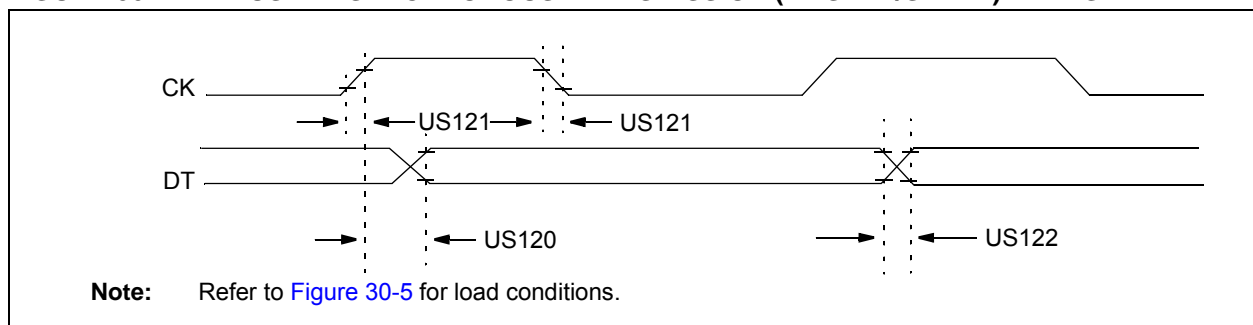 CK
US121
US121
DT
US120
US122
Note: Refer to Figure 30-5 for load conditions.